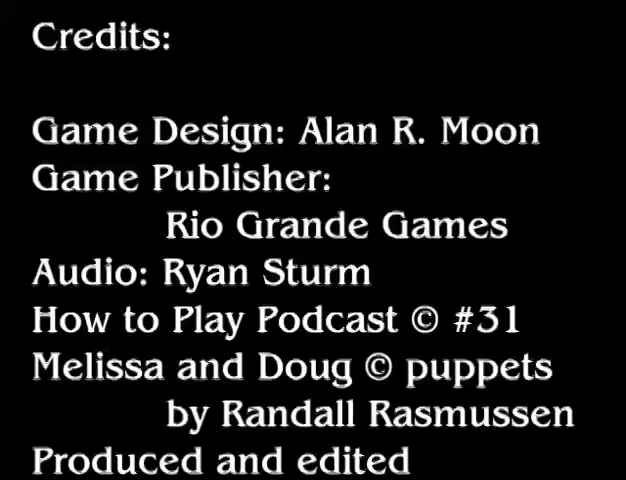 Credits:
Game Design: Alan R. Moon
Game Publisher:
Rio Grande Games
Audio: Ryan Sturm
How to Play Podcast © #31
Melissa and Doug © puppets
by Randall Rasmussen
Produced and edited